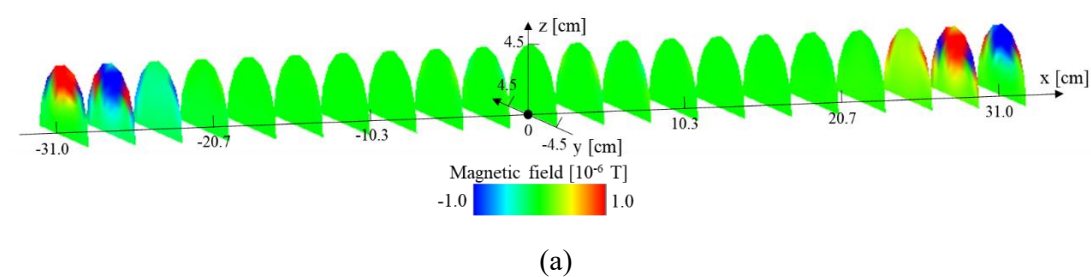 z [cm]
4.5
x [cm]
4.5
-31.0
-20.7
-10.3
0
-4.5
y [cm]
10.3
20.7
31.0
Magnetic field [10⁻⁶ T]
-1.0
1.0
(a)